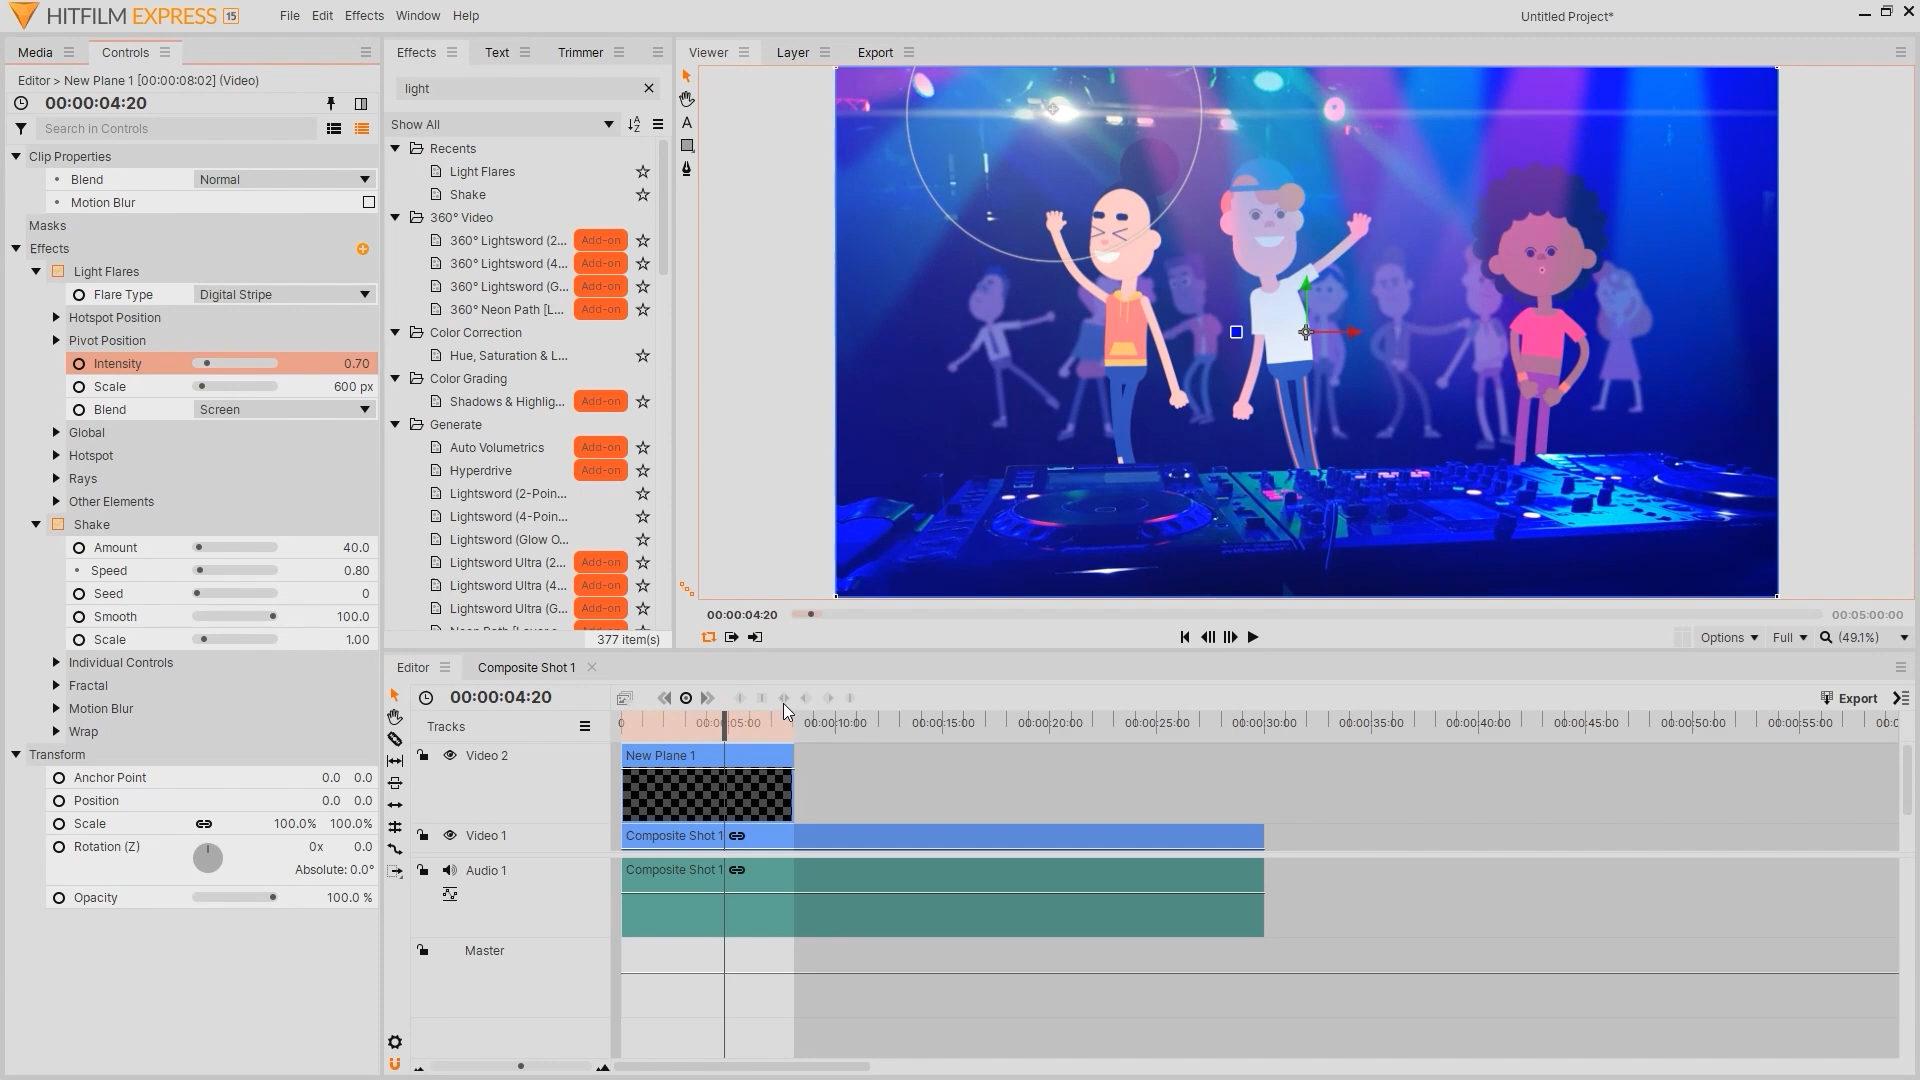 HITFILM EXPRESS 15
File Edit Effects Window Help
Untitled Project*
Media Controls
Editor > New Plane 1 [00:00:08:02] (Video)
00:00:04:20
Search in Controls
Clip Properties
Blend Normal
Motion Blur
Masks
Effects
Light Flares
Flare Type Digital Stripe
Hotspot Position
Pivot Position
Intensity 0.70
Scale 600 px
Blend Screen
Global
Hotspot
Rays
Other Elements
Shake
Amount 40.0
Speed 0.80
Seed 0
Smooth 100.0
Scale 1.00
Individual Controls
Fractal
Motion Blur
Wrap
Transform
Anchor Point 0.0 0.0
Position 0.0 0.0
Scale 100.0% 100.0%
Rotation (Z) 0x 0.0
Absolute: 0.0°
Opacity 100.0 %
Effects Text Trimmer
light
Show All
Recents
Light Flares
Shake
360° Video
360° Lightsword (2... Add-on
360° Lightsword (4... Add-on
360° Lightsword (G... Add-on
360° Neon Path [L... Add-on
Color Correction
Hue, Saturation & L...
Color Grading
Shadows & Highlig... Add-on
Generate
Auto Volumetrics Add-on
Hyperdrive Add-on
Lightsword (2-Poin...
Lightsword (4-Poin...
Lightsword (Glow O...
Lightsword Ultra (2... Add-on
Lightsword Ultra (4... Add-on
Lightsword Ultra (G... Add-on
377 item(s)
Viewer Layer Export
00:00:04:20
00:05:00:00
Options Full (49.1%)
Editor Composite Shot 1
00:00:04:20
Export
Tracks
0 00:00:05:00 00:00:10:00 00:00:15:00 00:00:20:00 00:00:25:00 00:00:30:00 00:00:35:00 00:00:40:00 00:00:45:00 00:00:50:00 00:00:55:00 00:0
Video 2 New Plane 1
Video 1 Composite Shot 1
Audio 1 Composite Shot 1
Master